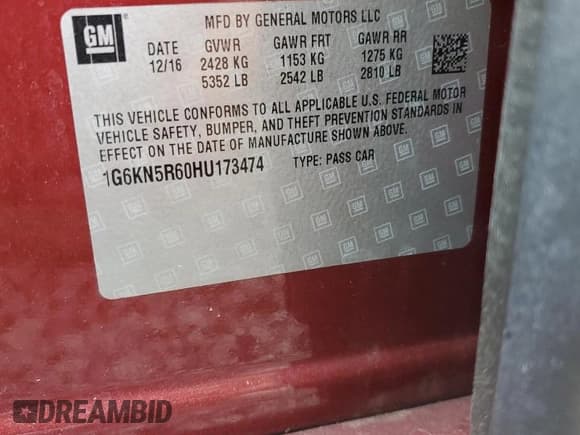 GM
MFD BY GENERAL MOTORS LLC
DATE GVWR GAWR FRT GAWR RR
12/16 2428 KG 1153 KG 1275 KG
5352 LB 2542 LB 2810 LB
THIS VEHICLE CONFORMS TO ALL APPLICABLE U.S. FEDERAL MOTOR
VEHICLE SAFETY, BUMPER, AND THEFT PREVENTION STANDARDS IN
EFFECT ON THE DATE OF MANUFACTURE SHOWN ABOVE.
1G6KN5R60HU173474 TYPE: PASS CAR
DREAMBID